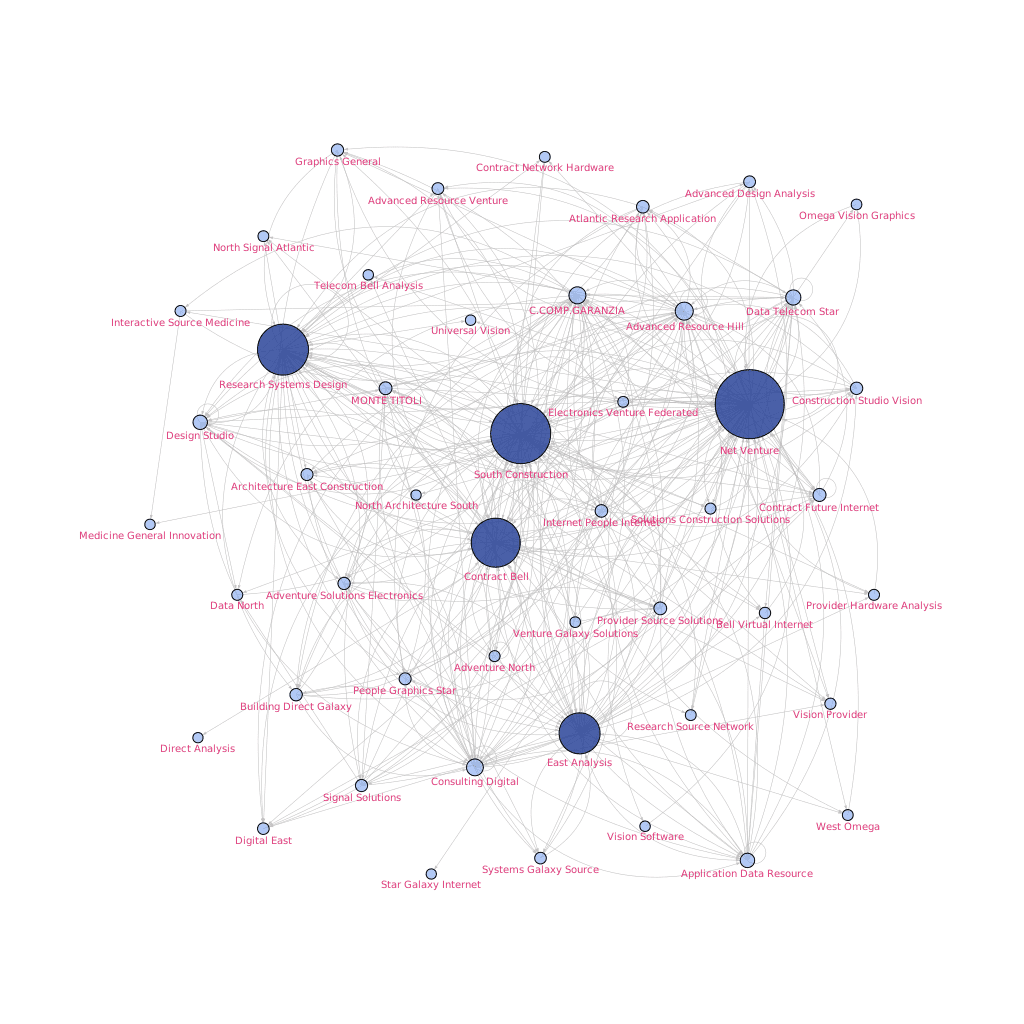 Graphics General
Contract Network Hardware
Advanced Resource Venture
Advanced Design Analysis
Atlantic Research Application
Omega Vision Graphics
North Signal Atlantic
Telecom Bell Analysis
C.COMP.GARANZIA
Data Telecom Star
Interactive Source Medicine
Universal Vision
Advanced Resource Hill
Research Systems Design
MONTE TITOLI
Construction Studio Vision
Electronics Venture Federated
Design Studio
Net Venture
South Construction
Architecture East Construction
North Architecture South
Contract Future Internet
Internet People Internet
Solutions Construction Solutions
Medicine General Innovation
Contract Bell
Adventure Solutions Electronics
Data North
Provider Hardware Analysis
Provider Source Solutions
Bell Virtual Internet
Venture Galaxy Solutions
Adventure North
People Graphics Star
Building Direct Galaxy
Vision Provider
Research Source Network
Direct Analysis
East Analysis
Consulting Digital
Signal Solutions
West Omega
Vision Software
Digital East
Systems Galaxy Source
Application Data Resource
Star Galaxy Internet